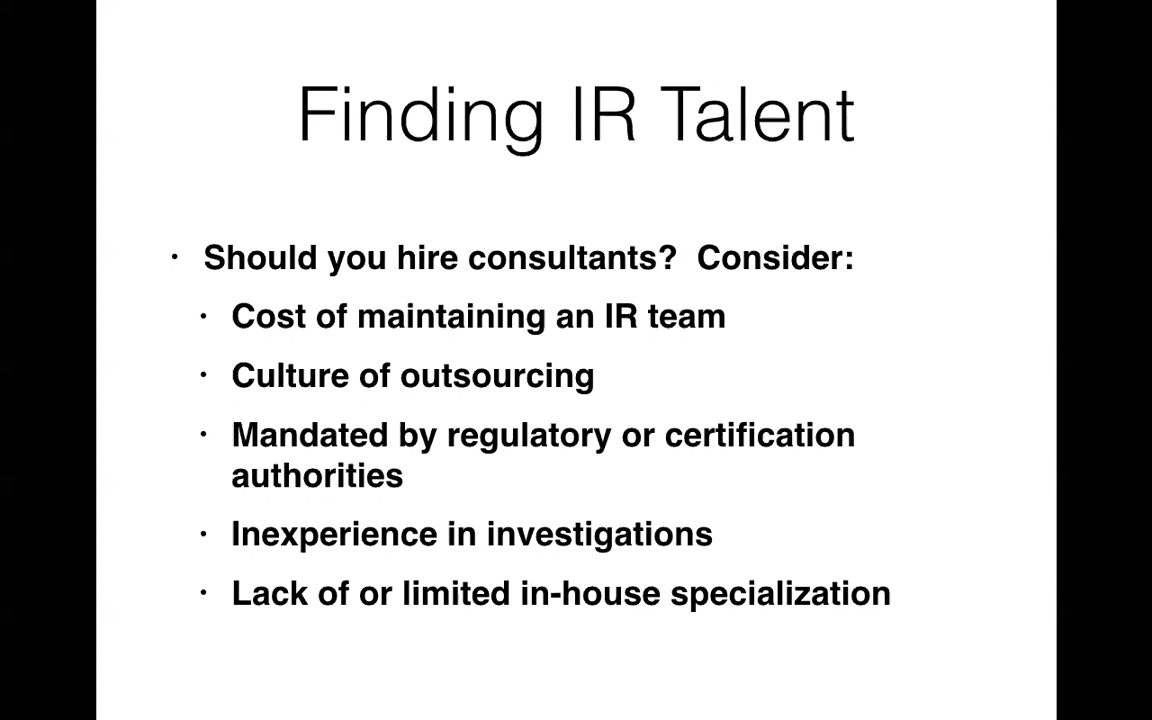 Finding IR Talent
• Should you hire consultants?  Consider:
• Cost of maintaining an IR team
• Culture of outsourcing
• Mandated by regulatory or certification
authorities
• Inexperience in investigations
• Lack of or limited in-house specialization